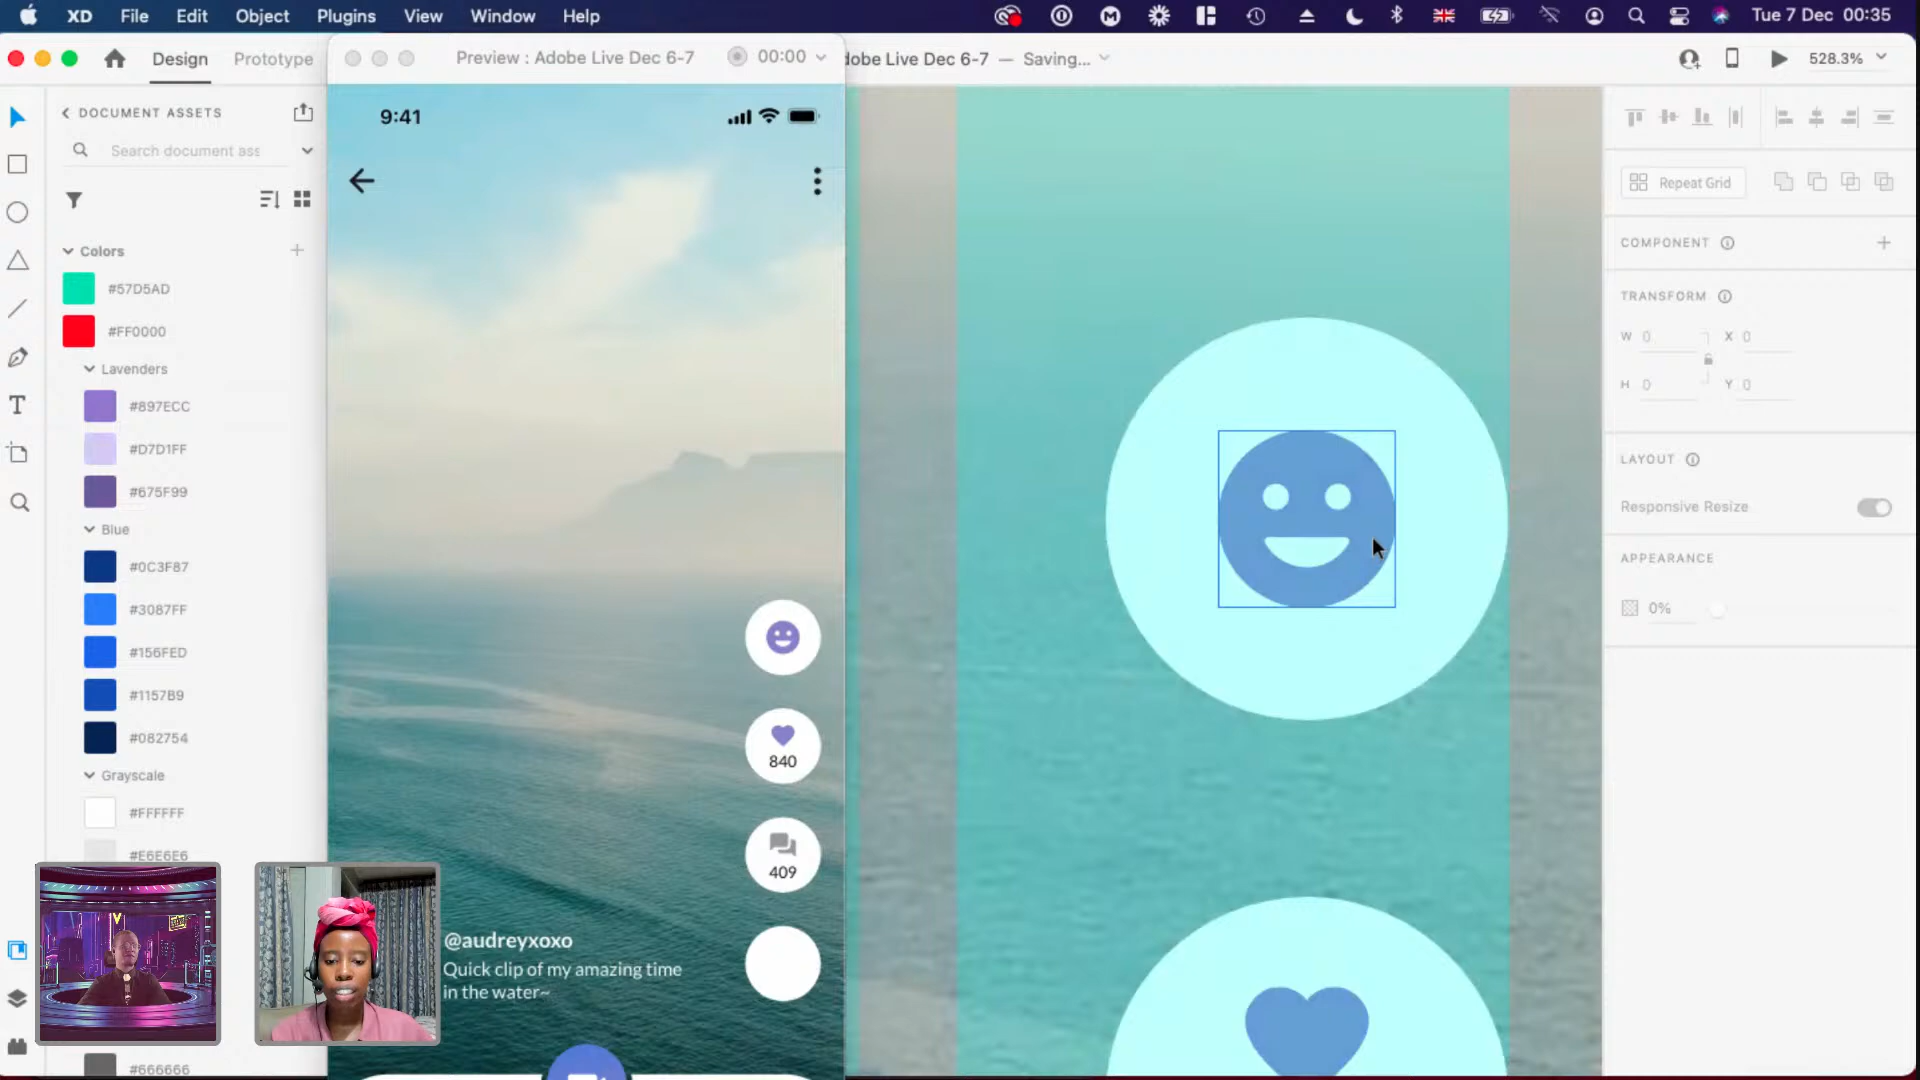 XD File Edit Object Plugins View Window Help
Tue 7 Dec 00:35
Design Prototype
Preview : Adobe Live Dec 6-7
00:00
dobe Live Dec 6-7 — Saving...
528.3%
DOCUMENT ASSETS
Search document ass
Colors
#57D5AD
#FF0000
Lavenders
#897ECC
#D7D1FF
#675F99
Blue
#0C3F87
#3087FF
#156FED
#1157B9
#082754
Grayscale
#FFFFFF
#E6E6E6
#666666
9:41
840
409
@audreyxoxo
Quick clip of my amazing time
in the water~
Repeat Grid
COMPONENT
TRANSFORM
W 0 X 0
H 0 Y 0
LAYOUT
Responsive Resize
APPEARANCE
0%